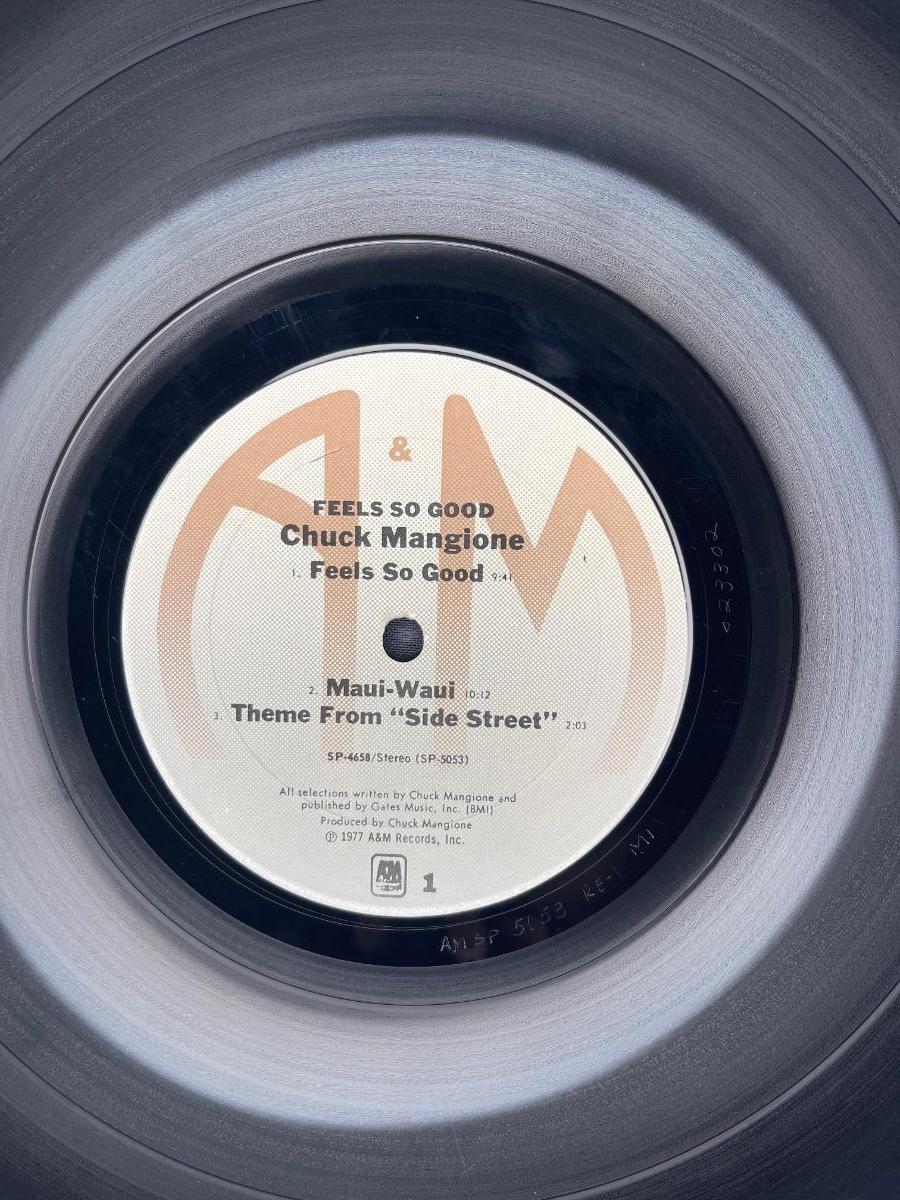 A & M
FEELS SO GOOD
Chuck Mangione
1. Feels So Good 9:41
2. Maui-Waui 10:12
3. Theme From “Side Street” 2:03
SP-4658/Stereo (SP-5053)
All selections written by Chuck Mangione and
published by Gates Music, Inc. (BMI)
Produced by Chuck Mangione
Ⓟ 1977 A&M Records, Inc.
A&M 1
AM SP 5053 RE-1 M1